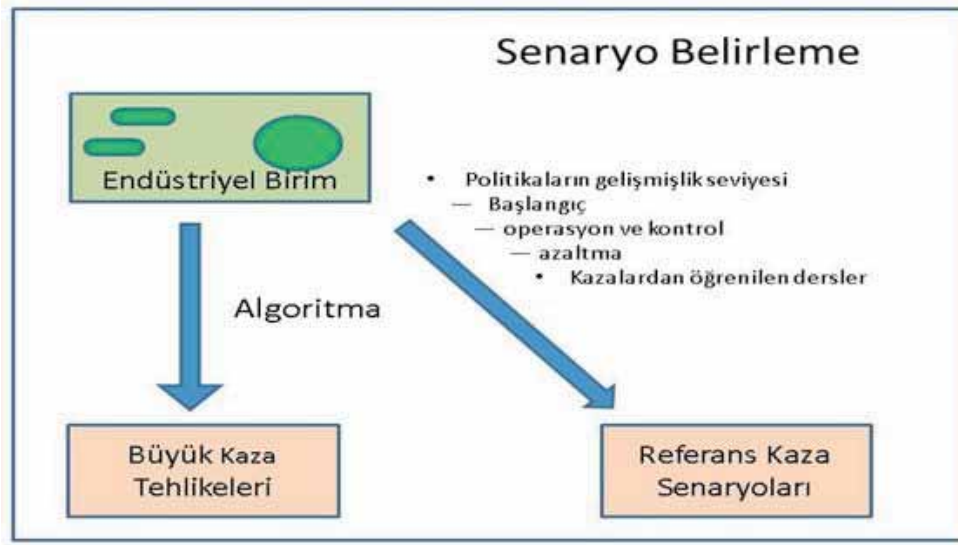 Senaryo Belirleme
Endüstriyel Birim
• Politikaların gelişmişlik seviyesi
— Başlangıç
— operasyon ve kontrol
— azaltma
• Kazalardan öğrenilen dersler
Algoritma
Büyük Kaza
Tehlikeleri
Referans Kaza
Senaryoları